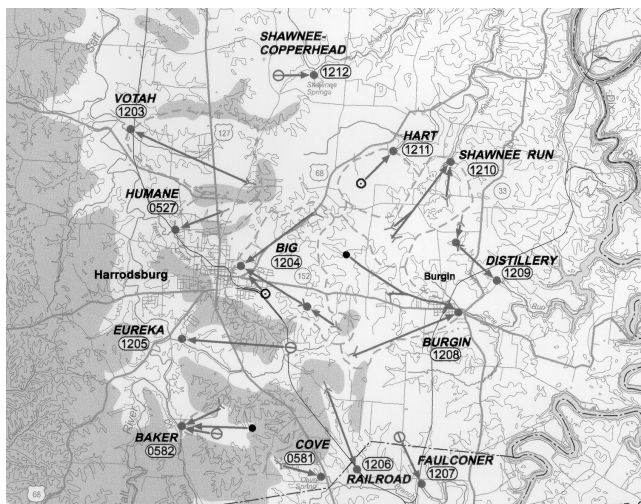 SHAWNEE-
COPPERHEAD
1212
Shawnee
Springs
VOTAH
1203
127
HART
1211
SHAWNEE RUN
1210
68
33
HUMANE
0527
BIG
1204
152
Harrodsburg
Burgin
DISTILLERY
1209
EUREKA
1205
BURGIN
1208
BAKER
0582
COVE
0581
1206
RAILROAD
FAULCONER
1207
68